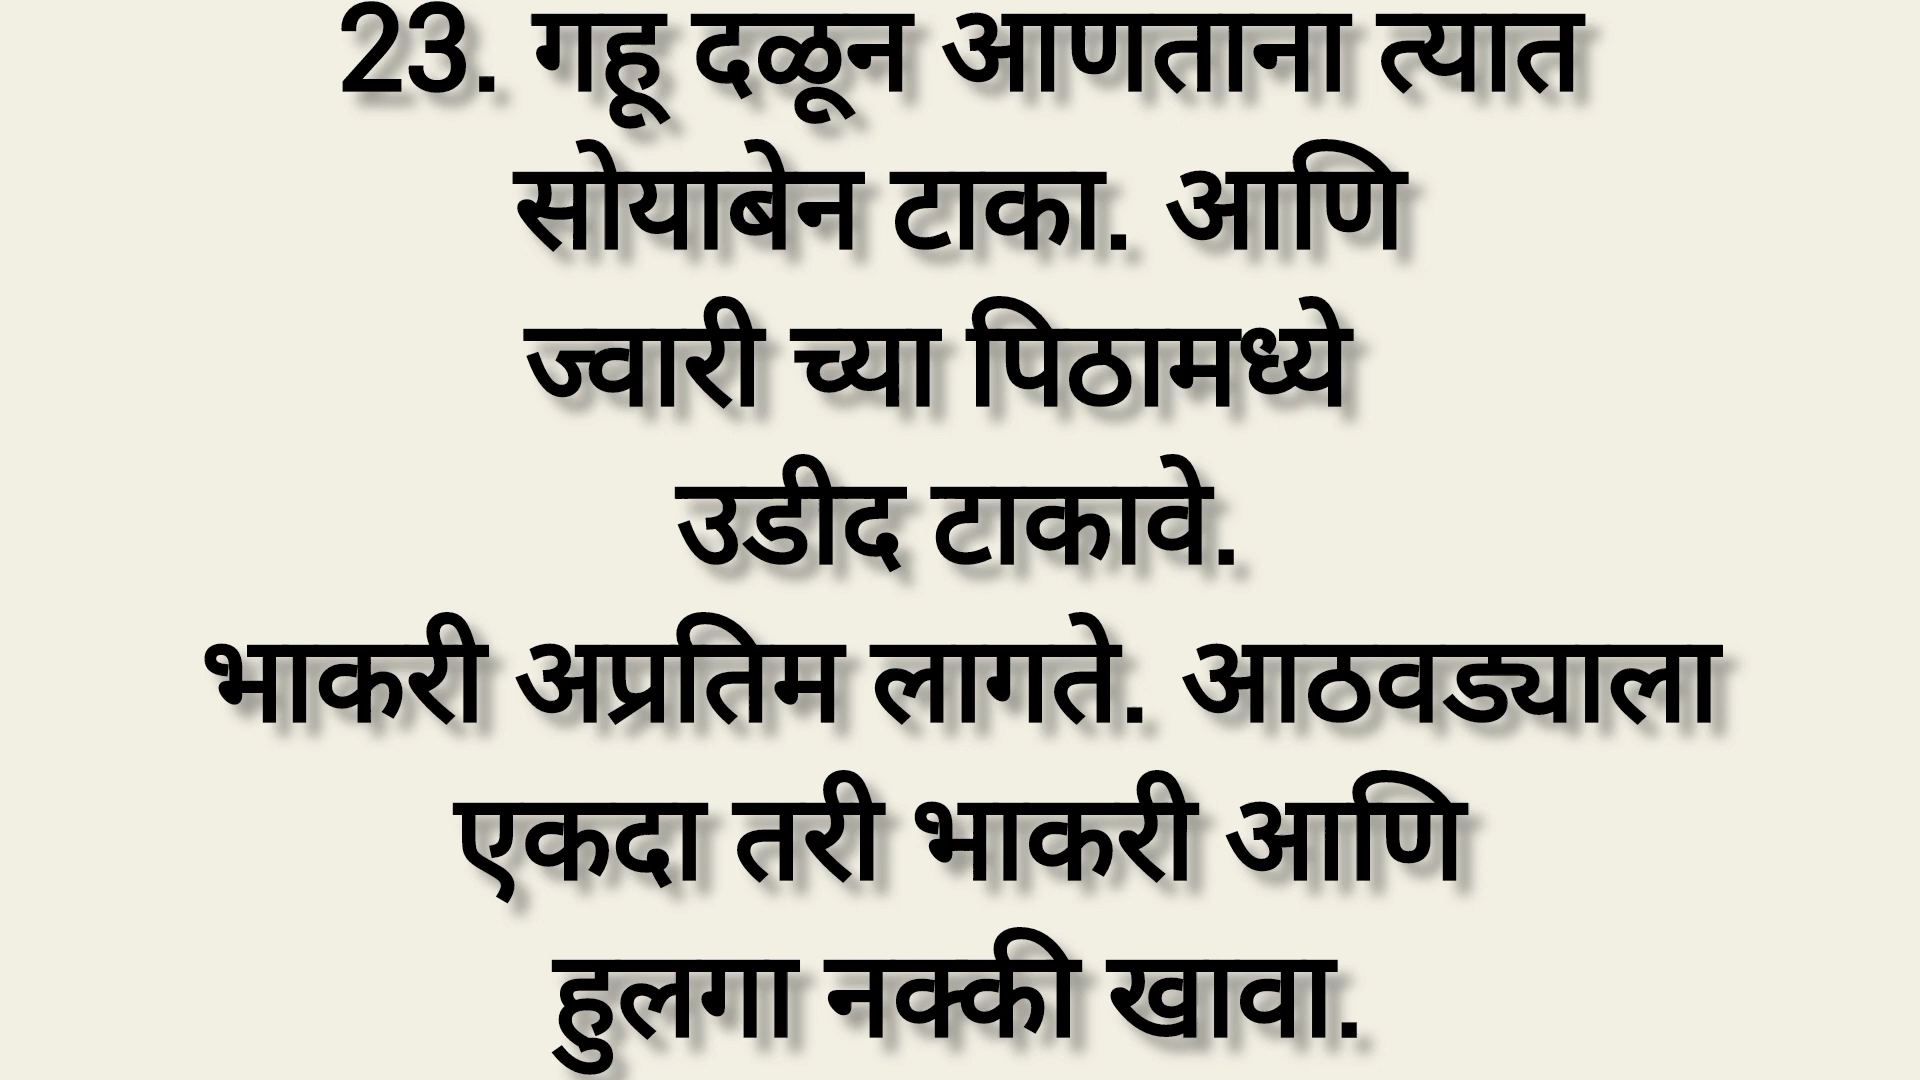 23. गहू दळून आणताना त्यात
सोयाबेन टाका. आणि
ज्वारी च्या पिठामध्ये
उडीद टाकावे.
भाकरी अप्रतिम लागते. आठवड्याला
एकदा तरी भाकरी आणि
हुलगा नक्की खावा.